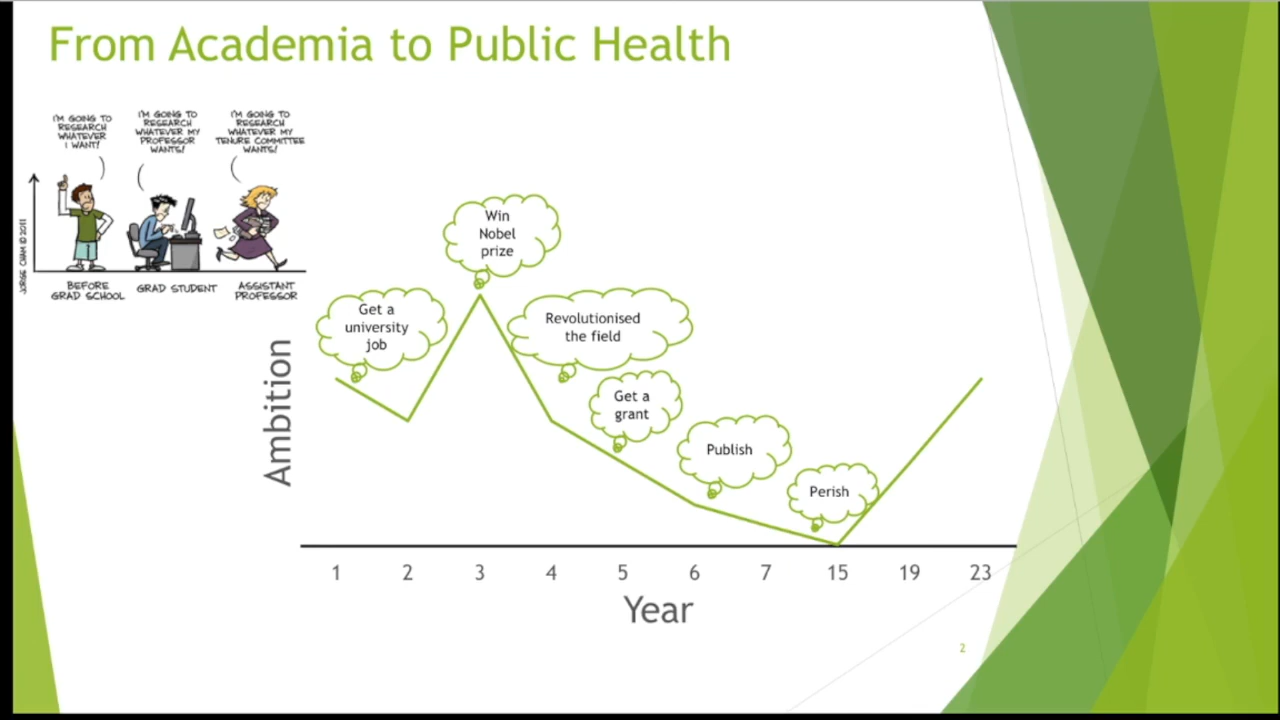 From Academia to Public Health
I'M GOING TO
RESEARCH
WHATEVER
I WANT!
I'M GOING TO
RESEARCH
WHATEVER MY
PROFESSOR
WANTS!
I'M GOING TO
RESEARCH
WHATEVER MY
TENURE COMMITTEE
WANTS!
JORGE CHAM © 2011
BEFORE
GRAD SCHOOL
GRAD STUDENT
ASSISTANT
PROFESSOR
Win
Nobel
prize
Get a
university
job
Revolutionised
the field
Get a
grant
Publish
Perish
Ambition
1 2 3 4 5 6 7 15 19 23
Year
2